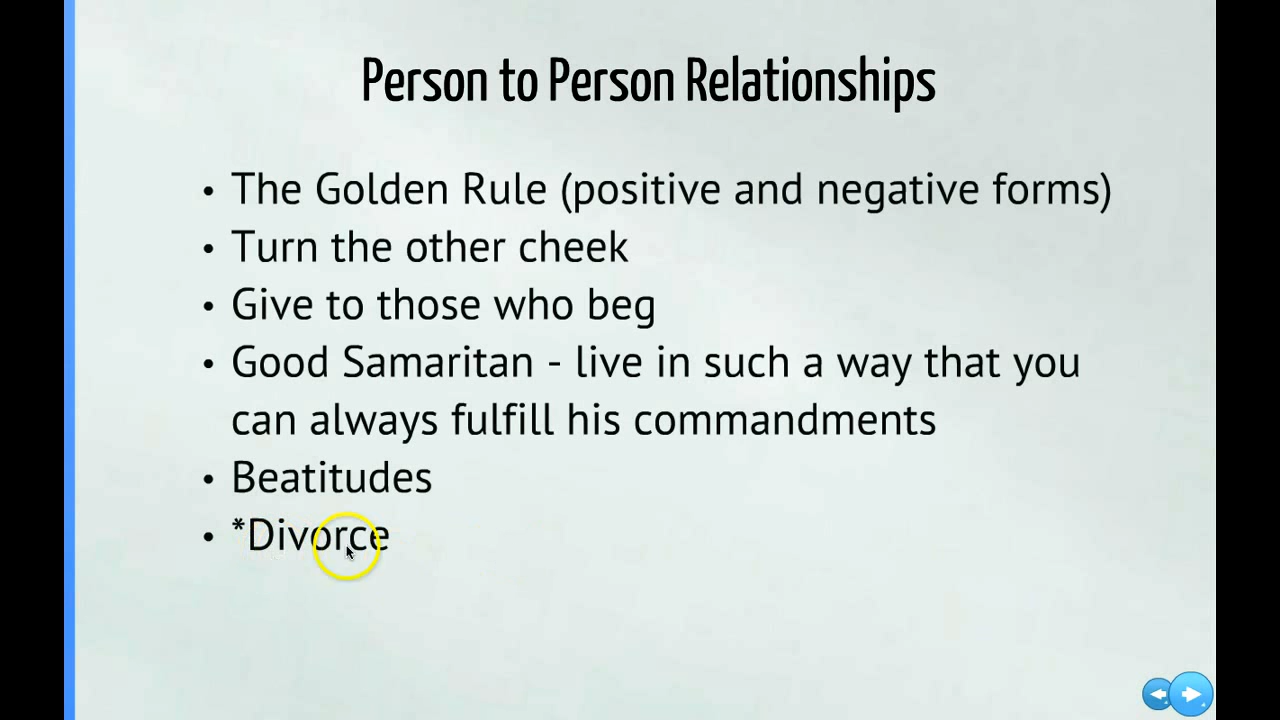 Person to Person Relationships
• The Golden Rule (positive and negative forms)
• Turn the other cheek
• Give to those who beg
• Good Samaritan - live in such a way that you
can always fulfill his commandments
• Beatitudes
• *Divorce